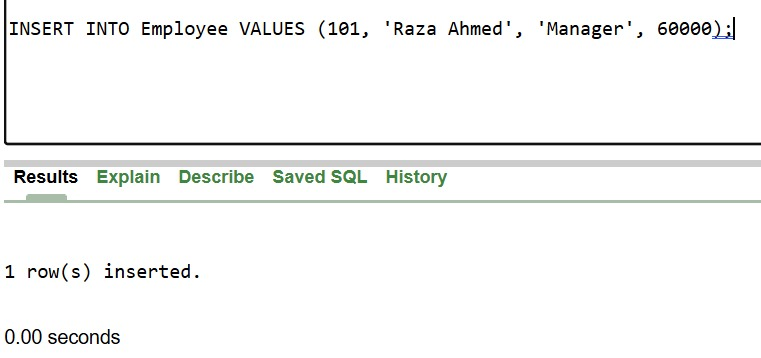 INSERT INTO Employee VALUES (101, 'Raza Ahmed', 'Manager', 60000);
Results Explain Describe Saved SQL History
1 row(s) inserted.
0.00 seconds